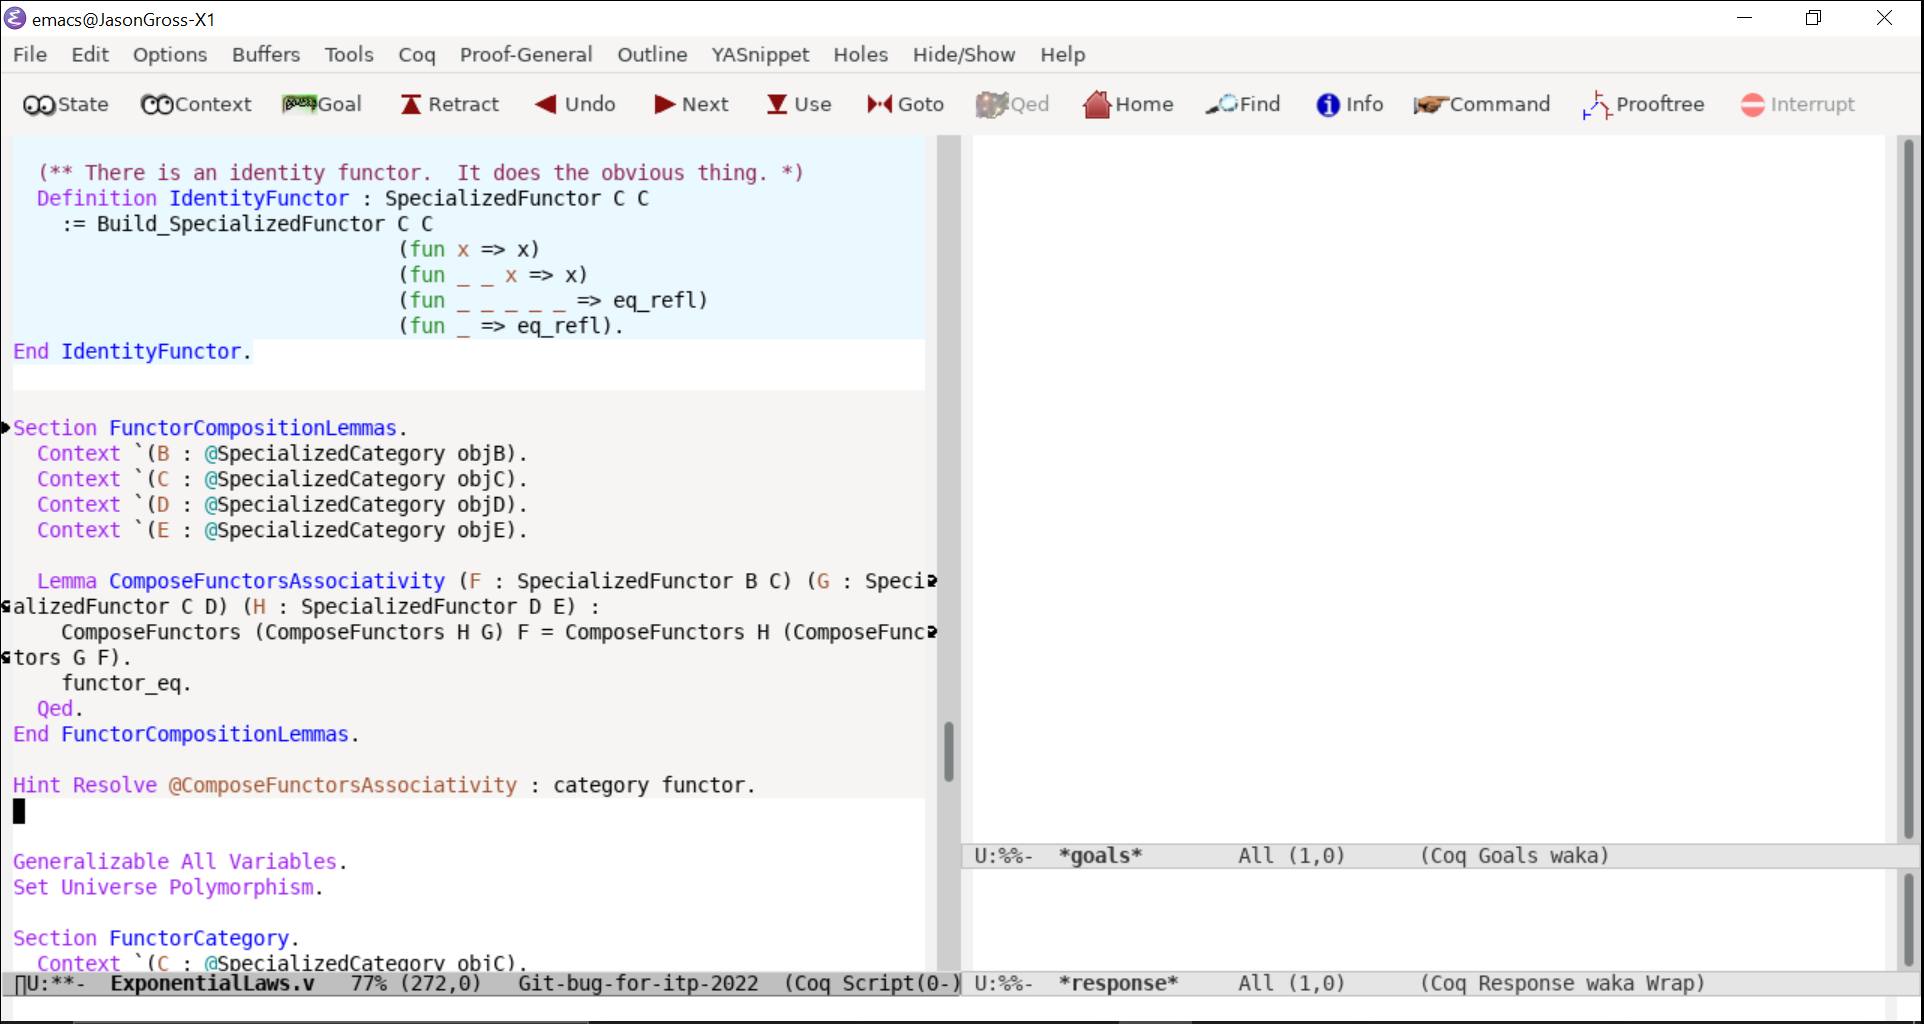 emacs@JasonGross-X1
File Edit Options Buffers Tools Coq Proof-General Outline YASnippet Holes Hide/Show Help
State Context Goal Retract Undo Next Use Goto Qed Home Find Info Command Prooftree Interrupt
(** There is an identity functor.  It does the obvious thing. *)
Definition IdentityFunctor : SpecializedFunctor C C
:= Build_SpecializedFunctor C C
(fun x => x)
(fun _ _ x => x)
(fun _ _ _ _ _ => eq_refl)
(fun _ => eq_refl).
End IdentityFunctor.
Section FunctorCompositionLemmas.
Context `(B : @SpecializedCategory objB).
Context `(C : @SpecializedCategory objC).
Context `(D : @SpecializedCategory objD).
Context `(E : @SpecializedCategory objE).
Lemma ComposeFunctorsAssociativity (F : SpecializedFunctor B C) (G : Speci
alizedFunctor C D) (H : SpecializedFunctor D E) :
ComposeFunctors (ComposeFunctors H G) F = ComposeFunctors H (ComposeFunc
tors G F).
functor_eq.
Qed.
End FunctorCompositionLemmas.
Hint Resolve @ComposeFunctorsAssociativity : category functor.
Generalizable All Variables.
Set Universe Polymorphism.
Section FunctorCategory.
Context `(C : @SpecializedCategory objC).
U:**-  ExponentialLaws.v   77% (272,0)   Git-bug-for-itp-2022  (Coq Script(0-)
U:%%-  *goals*        All (1,0)      (Coq Goals waka)
U:%%-  *response*     All (1,0)      (Coq Response waka Wrap)